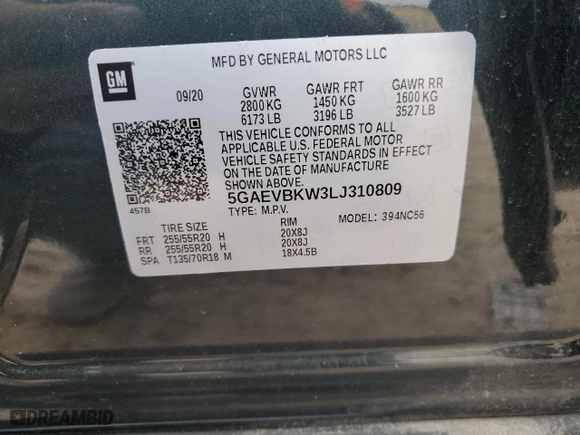 GM
MFD BY GENERAL MOTORS LLC
09/20
GVWR GAWR FRT GAWR RR
2800 KG 1450 KG 1600 KG
6173 LB 3196 LB 3527 LB
THIS VEHICLE CONFORMS TO ALL
APPLICABLE U.S. FEDERAL MOTOR
VEHICLE SAFETY STANDARDS IN EFFECT
ON THE DATE OF MANUFACTURE
SHOWN ABOVE.
457B
5GAEVBKW3LJ310809
TYPE: M.P.V. MODEL: 394NC56
TIRE SIZE RIM
FRT 255/55R20 H 20X8J
RR 255/55R20 H 20X8J
SPA T135/70R18 M 18X4.5B
DREAMBID